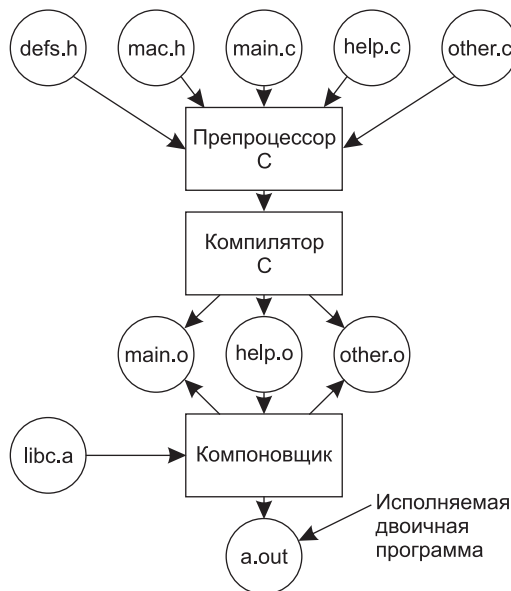 defs.h
mac.h
main.c
help.c
other.c
Препроцессор
C
Компилятор
C
main.o
help.o
other.o
libc.a
Компоновщик
Исполняемая
двоичная
программа
a.out